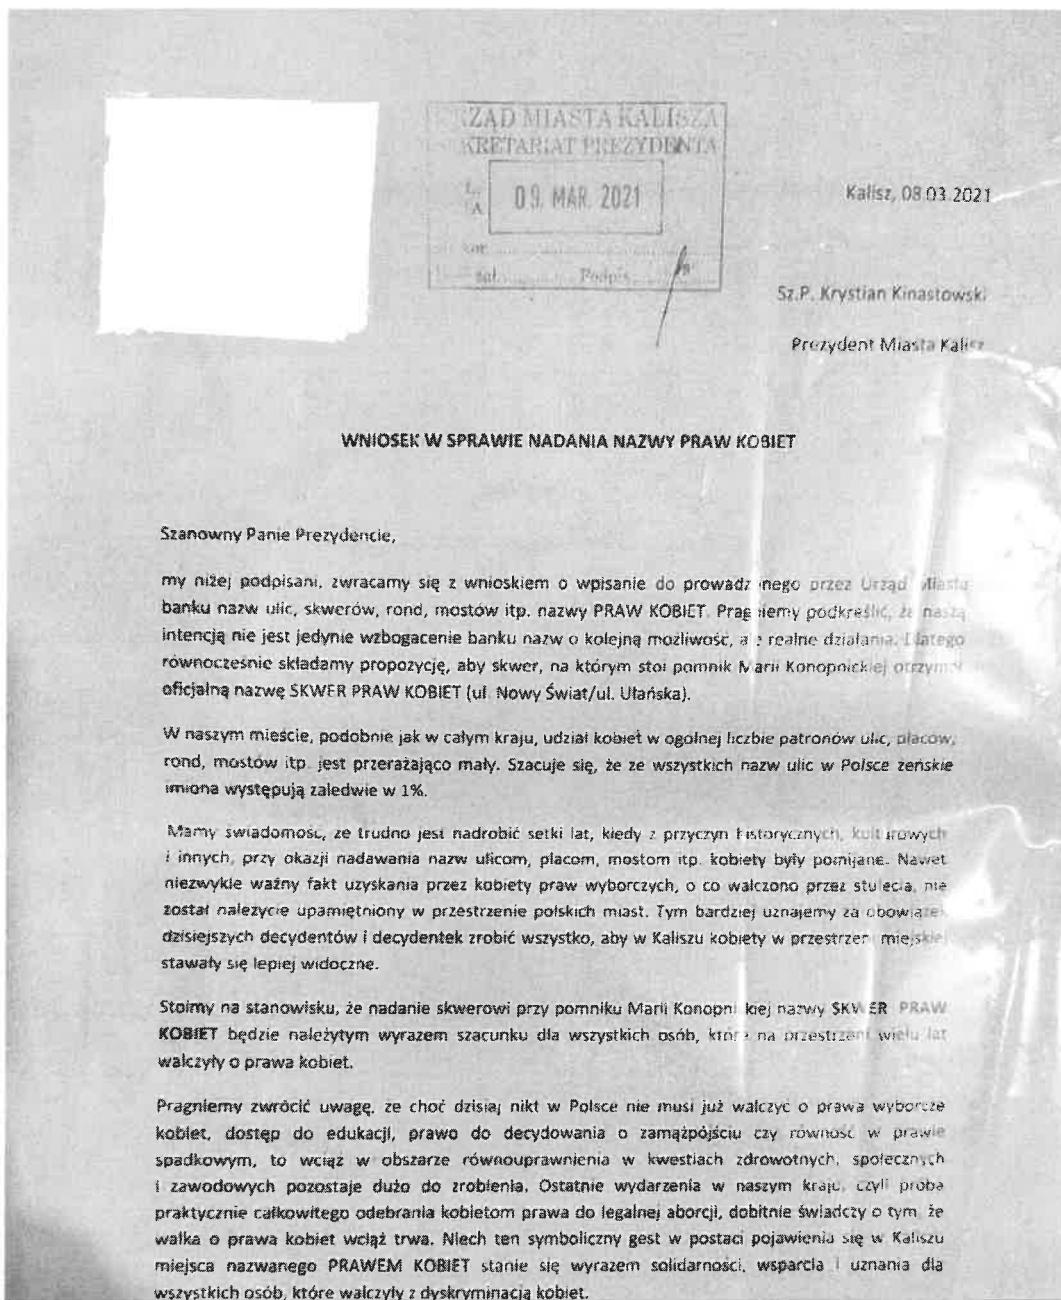 RZĄD MIASTA KALISZA
KRETARIAT PREZYDENTA
09. MAR. 2021
Podpis
Kalisz, 08.03.2021
Sz.P. Krystian Kinastowski
Prezydent Miasta Kalisz
WNIOSEK W SPRAWIE NADANIA NAZWY PRAW KOBIET
Szanowny Panie Prezydencie,
my niżej podpisani, zwracamy się z wnioskiem o wpisanie do prowadzonego przez Urząd Miasta
banku nazw ulic, skwerów, rond, mostów itp. nazwy PRAW KOBIET. Pragniemy podkreślić, że naszą
intencją nie jest jedynie wzbogacenie banku nazw o kolejną możliwość, ale realne działania. Dlatego
równocześnie składamy propozycję, aby skwer, na którym stoi pomnik Marii Konopnickiej otrzymał
oficjalną nazwę SKWER PRAW KOBIET (ul. Nowy Świat/ul. Ułańska).
W naszym mieście, podobnie jak w całym kraju, udział kobiet w ogólnej liczbie patronów ulic, placów,
rond, mostów itp. jest przerażająco mały. Szacuje się, że ze wszystkich nazw ulic w Polsce żeńskie
imiona występują zaledwie w 1%.
Mamy świadomość, że trudno jest nadrobić setki lat, kiedy z przyczyn historycznych, kulturowych
i innych, przy okazji nadawania nazw ulicom, placom, mostom itp. kobiety były pomijane. Nawet
niezwykle ważny fakt uzyskania przez kobiety praw wyborczych, o co walczono przez stulecia, nie
został należycie upamiętniony w przestrzenie polskich miast. Tym bardziej uznajemy za obowiązek
dzisiejszych decydentów i decydentek zrobić wszystko, aby w Kaliszu kobiety w przestrzeni miejskiej
stawały się lepiej widoczne.
Stoimy na stanowisku, że nadanie skwerowi przy pomniku Marii Konopnickiej nazwy SKWER PRAW
KOBIET będzie należytym wyrazem szacunku dla wszystkich osób, które na przestrzeni wielu lat
walczyły o prawa kobiet.
Pragniemy zwrócić uwagę, że choć dzisiaj nikt w Polsce nie musi już walczyć o prawa wyborcze
kobiet, dostęp do edukacji, prawo do decydowania o zamążpójściu czy równość w prawie
spadkowym, to wciąż w obszarze równouprawnienia w kwestiach zdrowotnych, społecznych
i zawodowych pozostaje dużo do zrobienia. Ostatnie wydarzenia w naszym kraju, czyli próba
praktycznie całkowitego odebrania kobietom prawa do legalnej aborcji, dobitnie świadczy o tym, że
walka o prawa kobiet wciąż trwa. Niech ten symboliczny gest w postaci pojawienia się w Kaliszu
miejsca nazwanego PRAWEM KOBIET stanie się wyrazem solidarności, wsparcia i uznania dla
wszystkich osób, które walczyły z dyskryminacją kobiet.